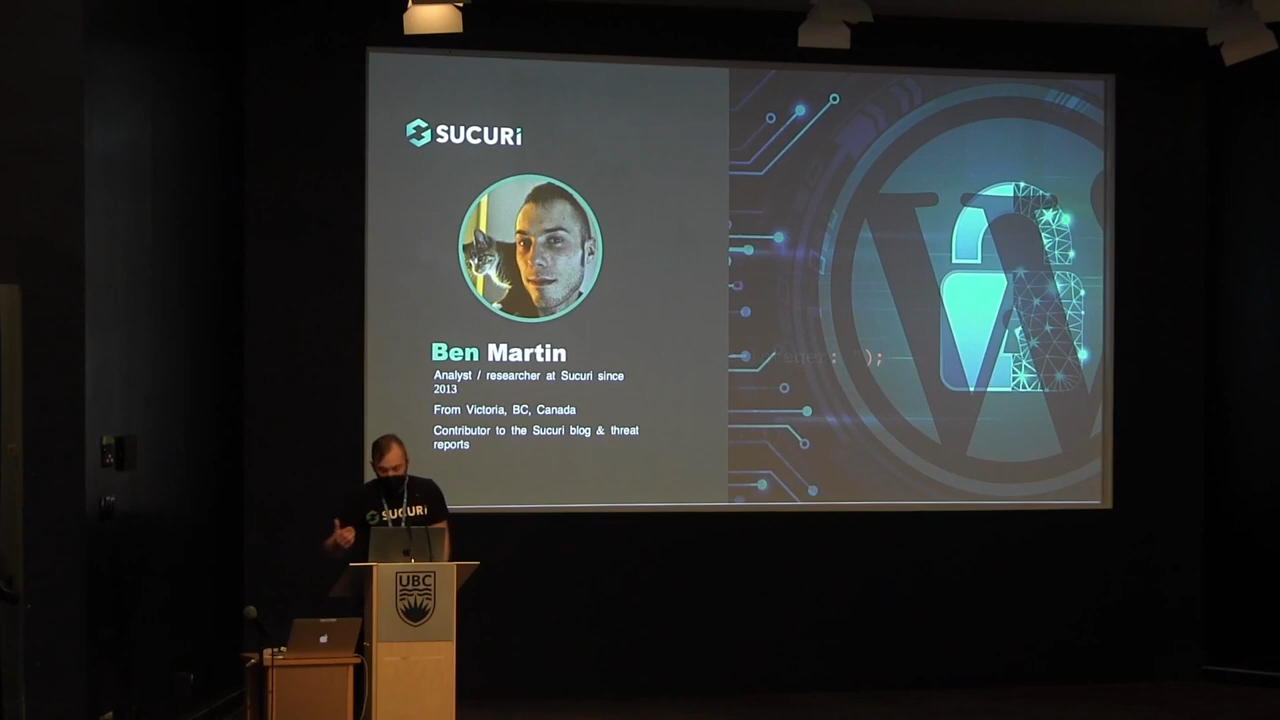 SUCURi
Ben Martin
Analyst / researcher at Sucuri since
2013
From Victoria, BC, Canada
Contributor to the Sucuri blog & threat
reports
W
SUCURi
UBC